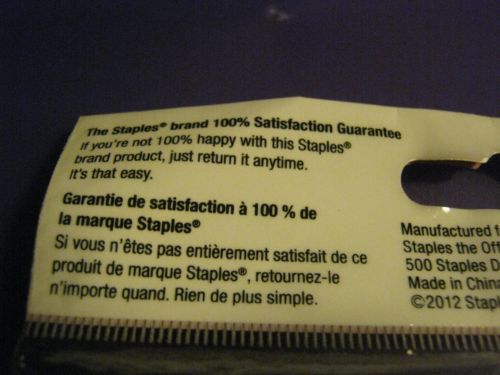 The Staples® brand 100% Satisfaction Guarantee
If you're not 100% happy with this Staples®
brand product, just return it anytime.
It's that easy.
Garantie de satisfaction à 100 % de
la marque Staples®
Si vous n'êtes pas entièrement satisfait de ce
produit de marque Staples®, retournez-le
n'importe quand. Rien de plus simple.
Manufactured
Staples the
500 Staples
Made in China
©2012